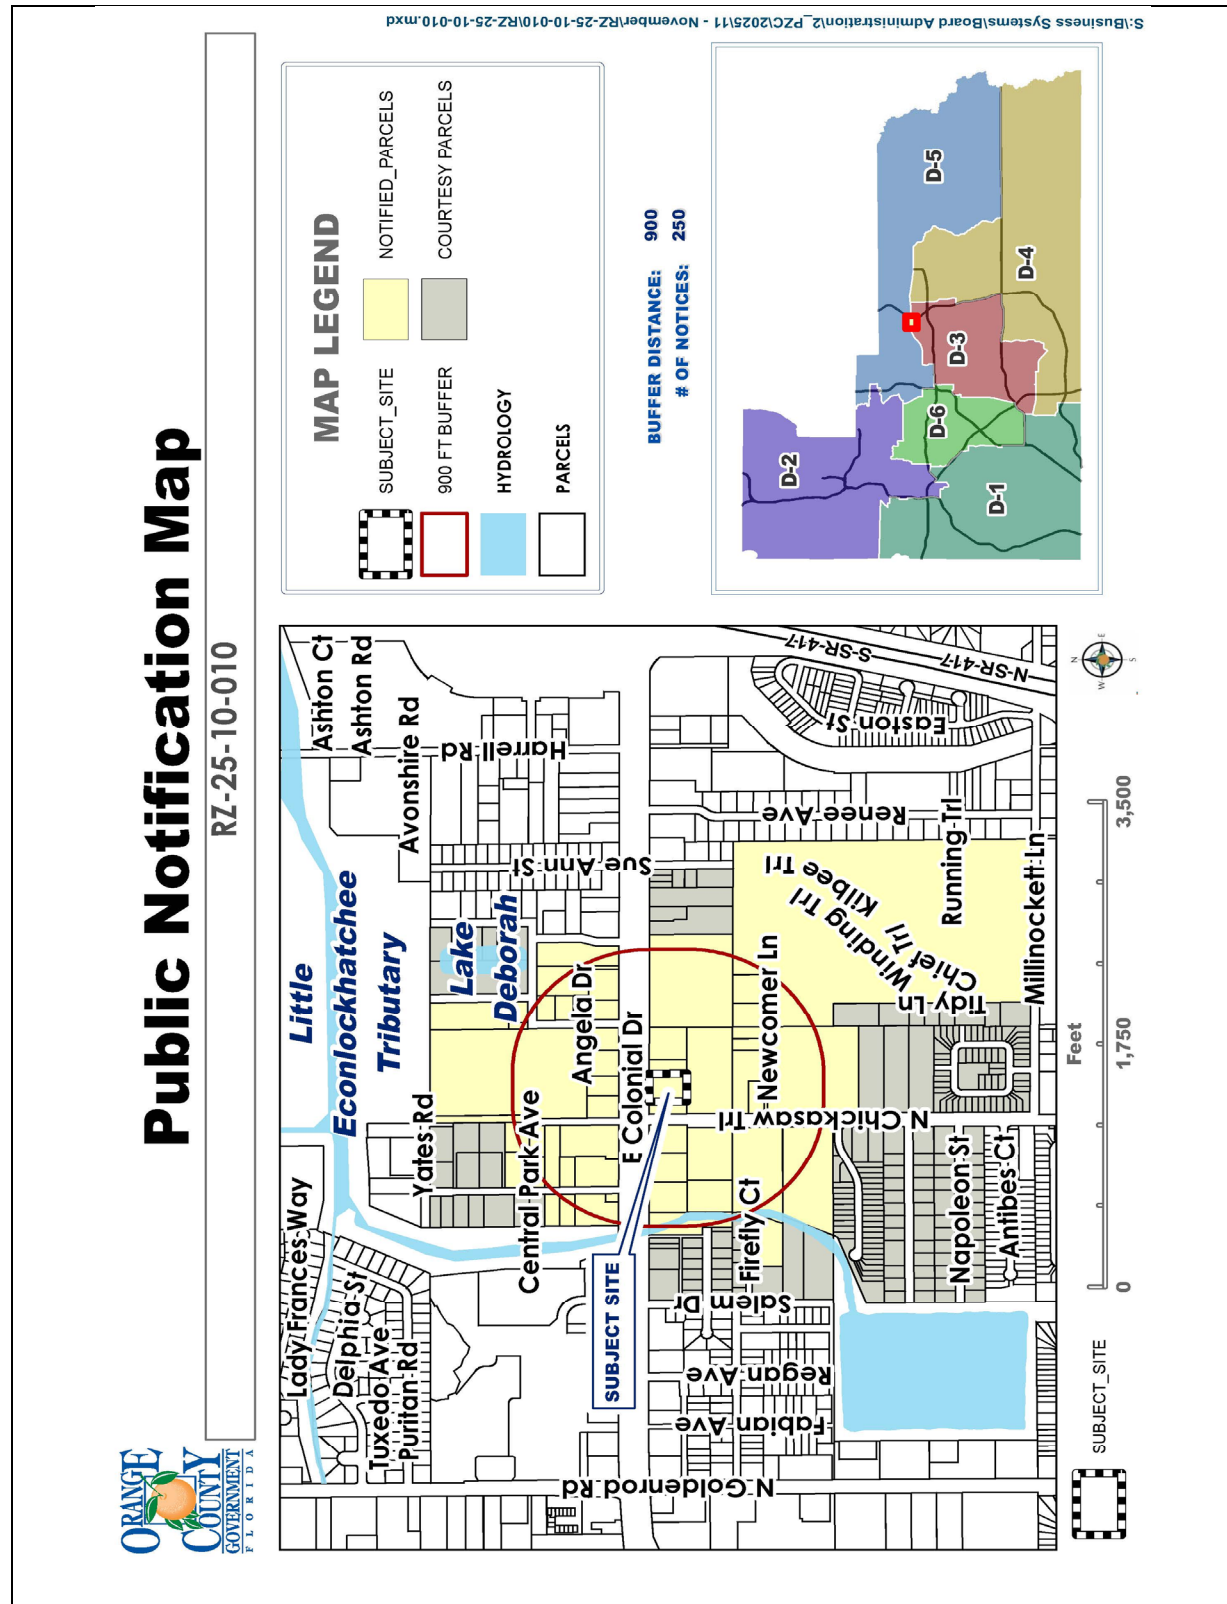 Public Notification Map
RZ-25-10-010
ORANGE
COUNTY
GOVERNMENT
FLORIDA
Lady Frances Way
Delphia St
Tuxedo Ave
Puritan Rd
Little
Econlockhatchee
Tributary
Lake
Deborah
Ashton Ct
Ashton Rd
Avonshire Rd
Harrell Rd
Yates Rd
Central Park Ave
Angela Dr
Sue Ann St
E Colonial Dr
SUBJECT SITE
N Goldenrod Rd
Fabian Ave
Regan Ave
Salem Dr
Firefly Ct
N Chickasaw Trl
Newcomer Ln
Renee Ave
Kilbee Trl
Winding Trl
Chief Trl
Running Trl
Tidy Ln
Millinockett Ln
Napoleon St
Antibes Ct
Easton St
S-SR-417
N-SR-417
SUBJECT_SITE
0
1,750
3,500
Feet
N
W
E
S
MAP LEGEND
SUBJECT_SITE
NOTIFIED_PARCELS
900 FT BUFFER
COURTESY PARCELS
HYDROLOGY
PARCELS
BUFFER DISTANCE: 900
# OF NOTICES: 250
D-2
D-5
D-6
D-3
D-4
D-1
S:\Business Systems\Board Administration\2_PZC\2025\11 - November\RZ\RZ-25-10-010\RZ-25-10-010.mxd